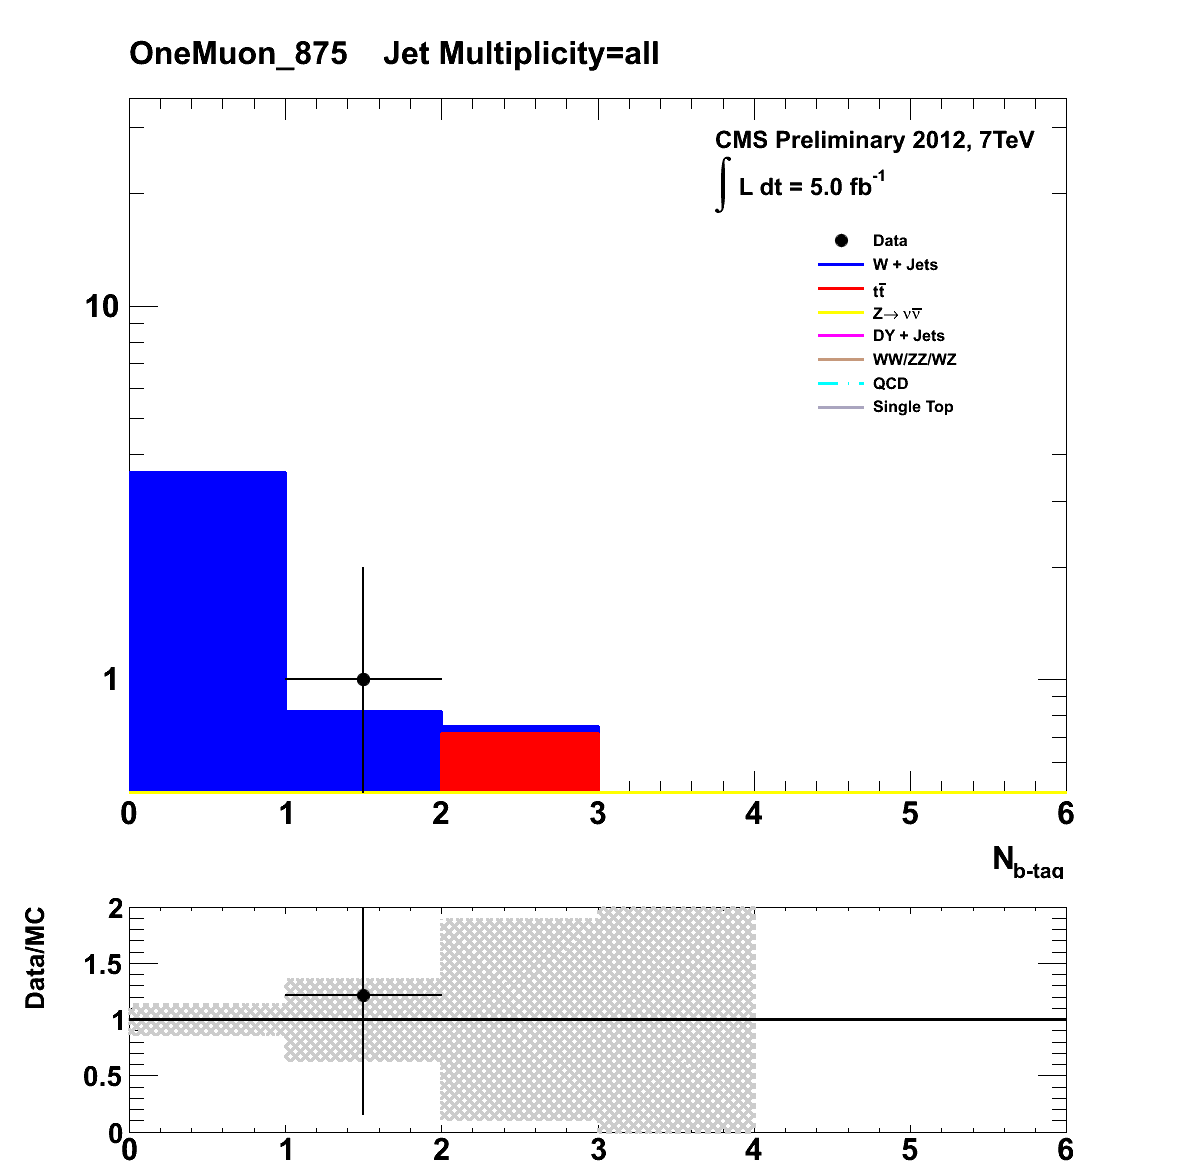 OneMuon_875 Jet Multiplicity=all
CMS Preliminary 2012, 7TeV
∫ L dt = 5.0 fb⁻¹
Data
W + Jets
tt̅
Z→ νν̅
DY + Jets
WW/ZZ/WZ
QCD
Single Top
10
1
0 1 2 3 4 5 6
N_b-tag
Data/MC
2
1.5
1
0.5
0
0 1 2 3 4 5 6